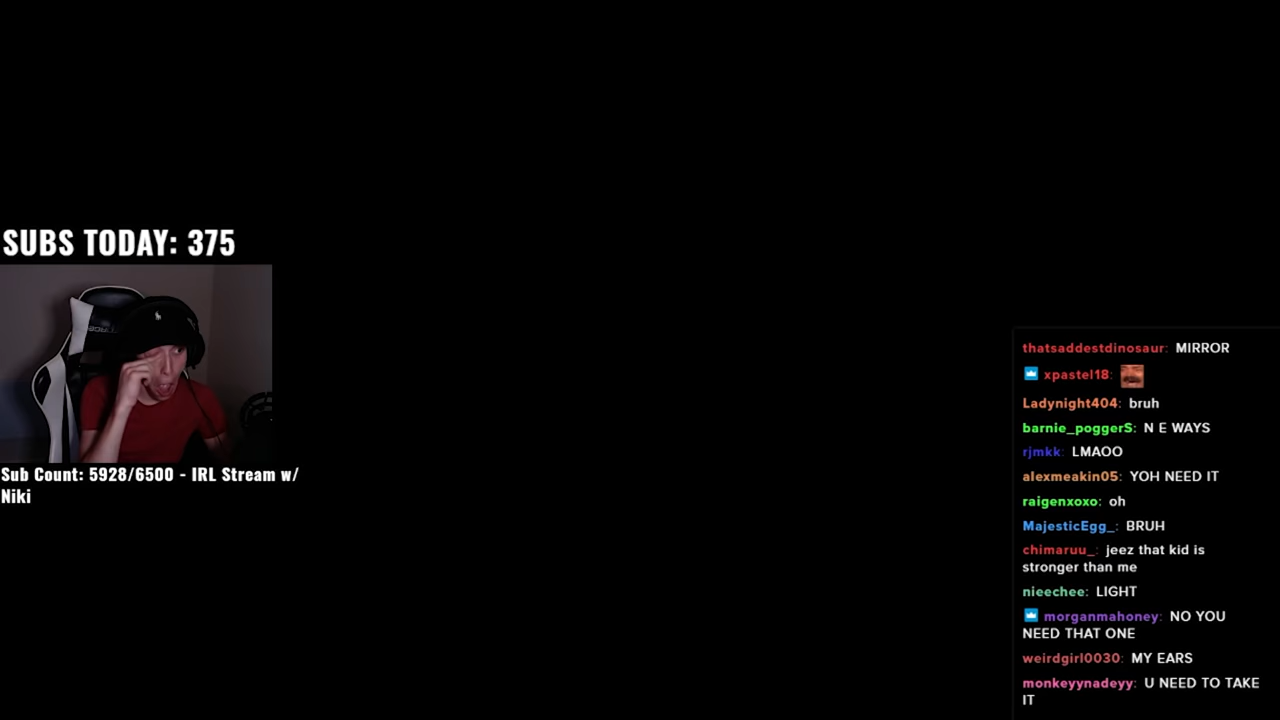 SUBS TODAY: 375
Sub Count: 5928/6500 - IRL Stream w/
Niki
thatsaddestdinosaur: MIRROR
xpastel18:
Ladynight404: bruh
barnie_poggerS: N E WAYS
rjmkk: LMAOO
alexmeakin05: YOH NEED IT
raigenxoxo: oh
MajesticEgg_: BRUH
chimaruu_: jeez that kid is
stronger than me
nieechee: LIGHT
morganmahoney: NO YOU
NEED THAT ONE
weirdgirl0030: MY EARS
monkeyynadeyy: U NEED TO TAKE
IT